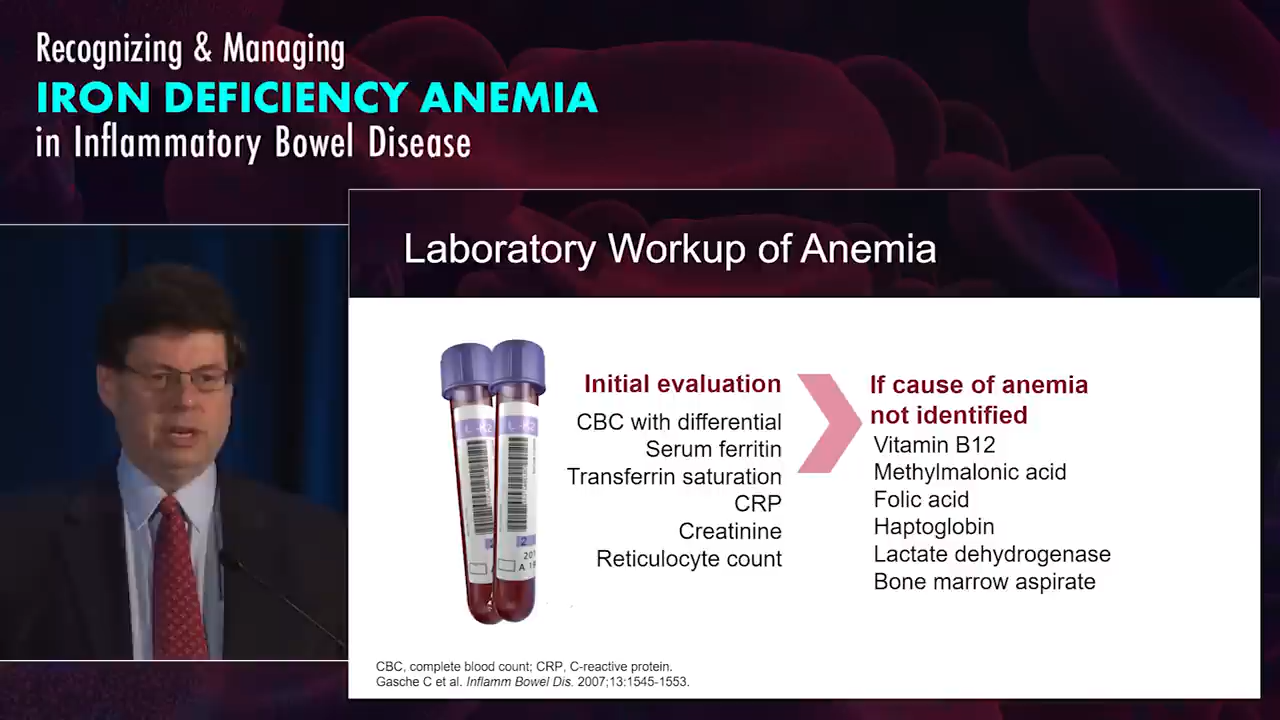 Recognizing & Managing
IRON DEFICIENCY ANEMIA
in Inflammatory Bowel Disease
Laboratory Workup of Anemia
Initial evaluation
CBC with differential
Serum ferritin
Transferrin saturation
CRP
Creatinine
Reticulocyte count
If cause of anemia
not identified
Vitamin B12
Methylmalonic acid
Folic acid
Haptoglobin
Lactate dehydrogenase
Bone marrow aspirate
CBC, complete blood count; CRP, C-reactive protein.
Gasche C et al. Inflamm Bowel Dis. 2007;13:1545-1553.